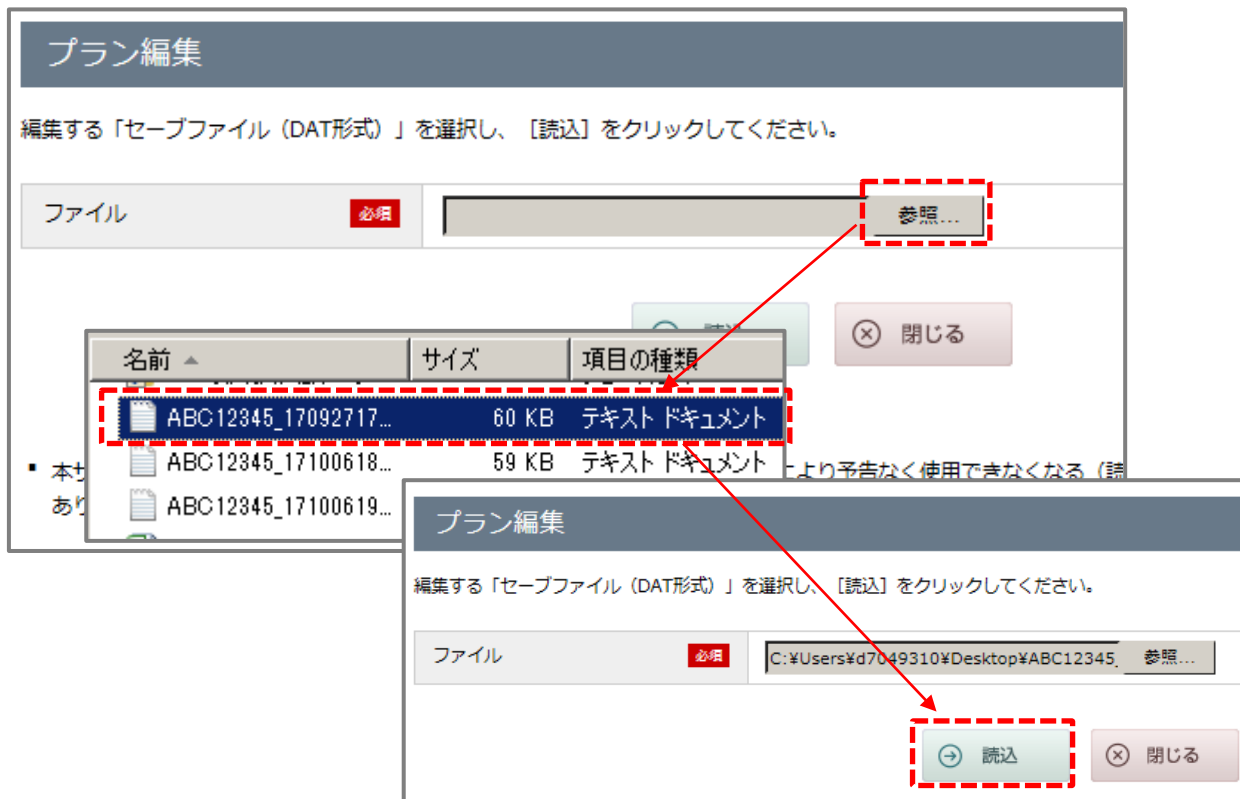 プラン編集
編集する「セーブファイル（DAT形式）」を選択し、［読込］をクリックしてください。
ファイル 必須 参照...
閉じる
名前 サイズ 項目の種類
ABC12345_17092717... 60 KB テキスト ドキュメント
ABC12345_17100618... 59 KB テキスト ドキュメント
▪ 本サ
により予告なく使用できなくなる（読
あり
ABC12345_17100619...
プラン編集
編集する「セーブファイル（DAT形式）」を選択し、［読込］をクリックしてください。
ファイル 必須 C:¥Users¥d7049310¥Desktop¥ABC12345_ 参照...
読込 閉じる